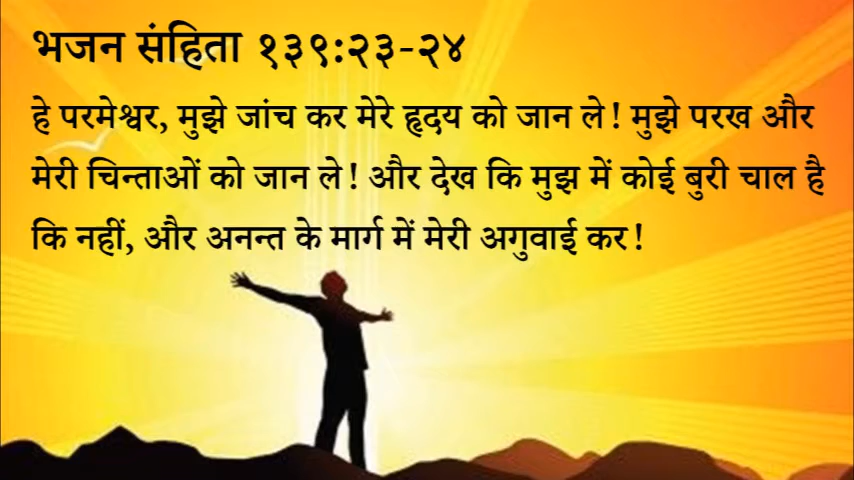 भजन संहिता १३९:२३-२४
हे परमेश्वर, मुझे जांच कर मेरे हृदय को जान ले! मुझे परख और
मेरी चिन्ताओं को जान ले! और देख कि मुझ में कोई बुरी चाल है
कि नहीं, और अनन्त के मार्ग में मेरी अगुवाई कर!